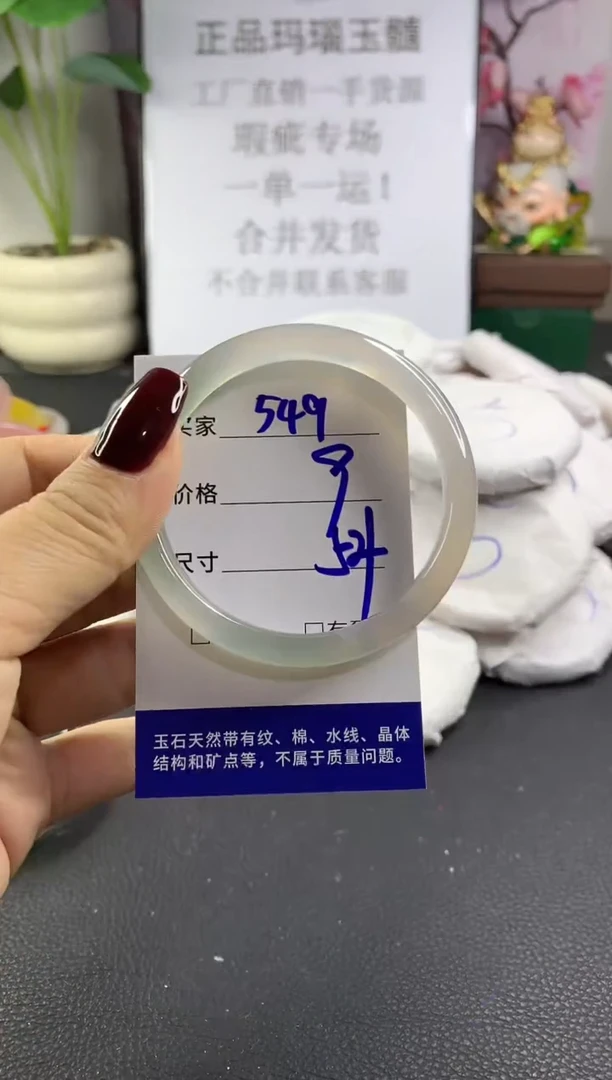 正品玛瑙玉髓
工厂直销一手货源
瑕疵专场
一单一运！
合并发货
不合并联系客服
买家 549
价格
尺寸 54
玉石天然带有纹、棉、水线、晶体
结构和矿点等，不属于质量问题。